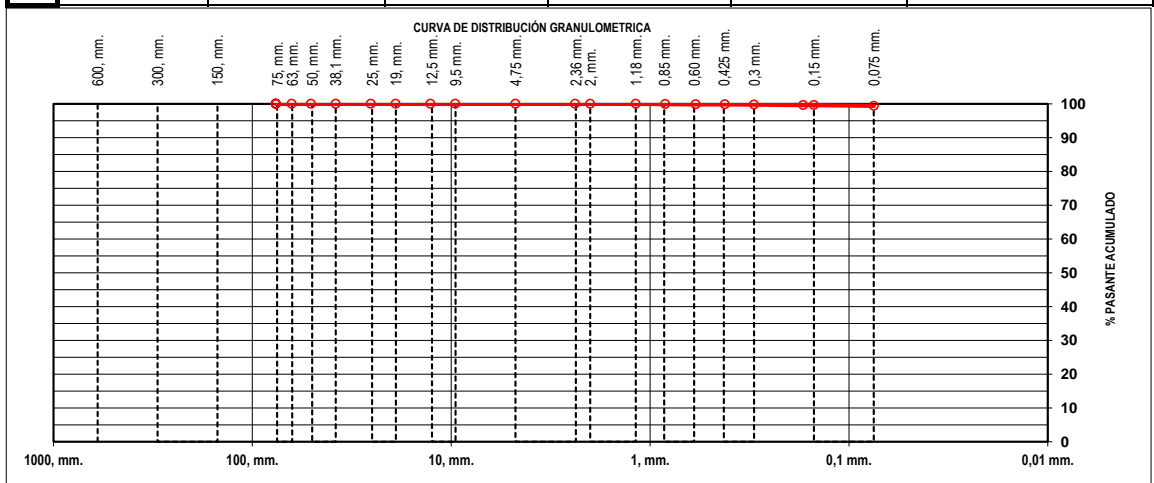 CURVA DE DISTRIBUCIÓN GRANULOMETRICA
600, mm.
300, mm.
150, mm.
75, mm.
63, mm.
50, mm.
38,1 mm.
25, mm.
19, mm.
12,5 mm.
9,5 mm.
4,75 mm.
2,36 mm.
2, mm.
1,18 mm.
0,85 mm.
0,60 mm.
0,425 mm.
0,3 mm.
0,15 mm.
0,075 mm.
100
90
80
70
60
50
40
30
20
10
0
% PASANTE ACUMULADO
1000, mm.
100, mm.
10, mm.
1, mm.
0,1 mm.
0,01 mm.